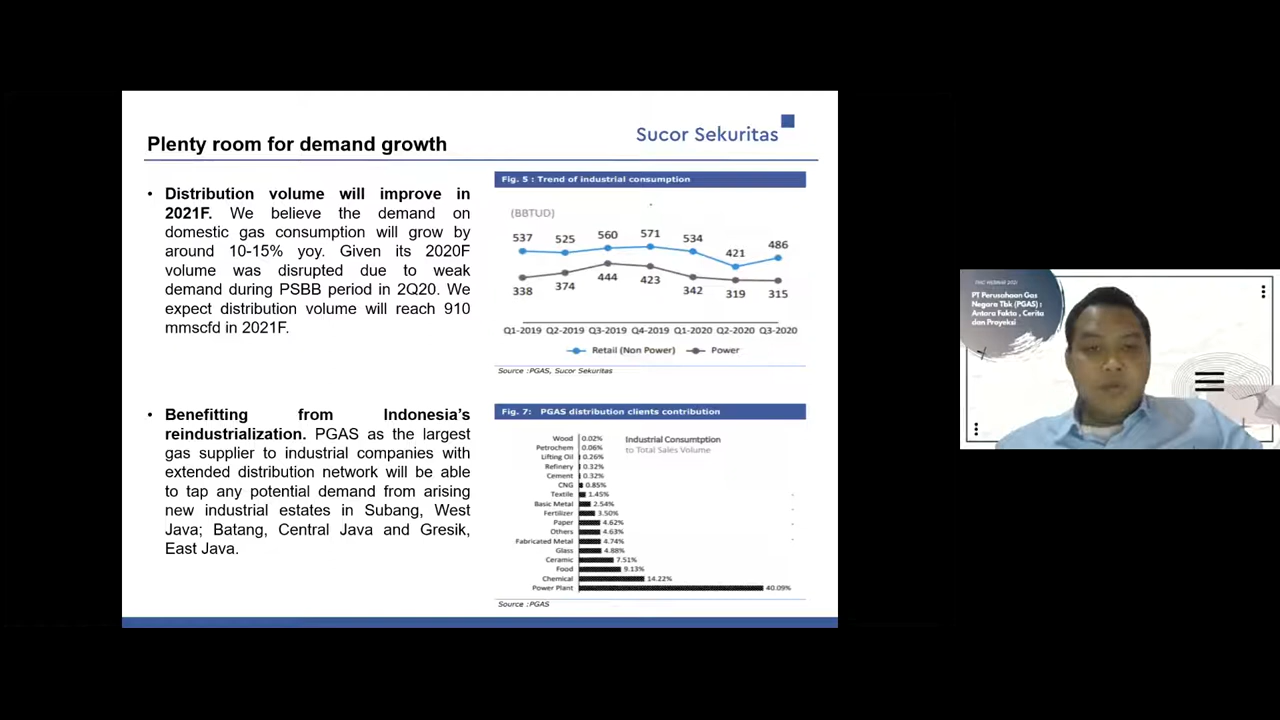 Plenty room for demand growth
Sucor Sekuritas
• Distribution volume will improve in
2021F. We believe the demand on
domestic gas consumption will grow by
around 10-15% yoy. Given its 2020F
volume was disrupted due to weak
demand during PSBB period in 2Q20. We
expect distribution volume will reach 910
mmscfd in 2021F.
• Benefitting from Indonesia's
reindustrialization. PGAS as the largest
gas supplier to industrial companies with
extended distribution network will be able
to tap any potential demand from arising
new industrial estates in Subang, West
Java; Batang, Central Java and Gresik,
East Java.
Fig. 5 : Trend of industrial consumption
(BBTUD)
537 525 560 571 534 421 486
338 374 444 423 342 319 315
Q1-2019 Q2-2019 Q3-2019 Q4-2019 Q1-2020 Q2-2020 Q3-2020
Retail (Non Power) Power
Source :PGAS, Sucor Sekuritas
Fig. 7: PGAS distribution clients contribution
Industrial Consumtption
to Total Sales Volume
Wood 0.02%
Petrochem 0.06%
Lifting Oil 0.26%
Refinery 0.32%
Cement 0.32%
CNG 0.85%
Textile 1.45%
Basic Metal 2.54%
Fertilizer 3.50%
Paper 4.62%
Others 4.63%
Fabricated Metal 4.74%
Glass 4.88%
Ceramic 7.51%
Food 9.13%
Chemical 14.22%
Power Plant 40.09%
Source :PGAS
WEBINAR 2021
PT Perusahaan Gas
Negara Tbk (PGAS) :
Antara Fakta , Cerita
dan Proyeksi